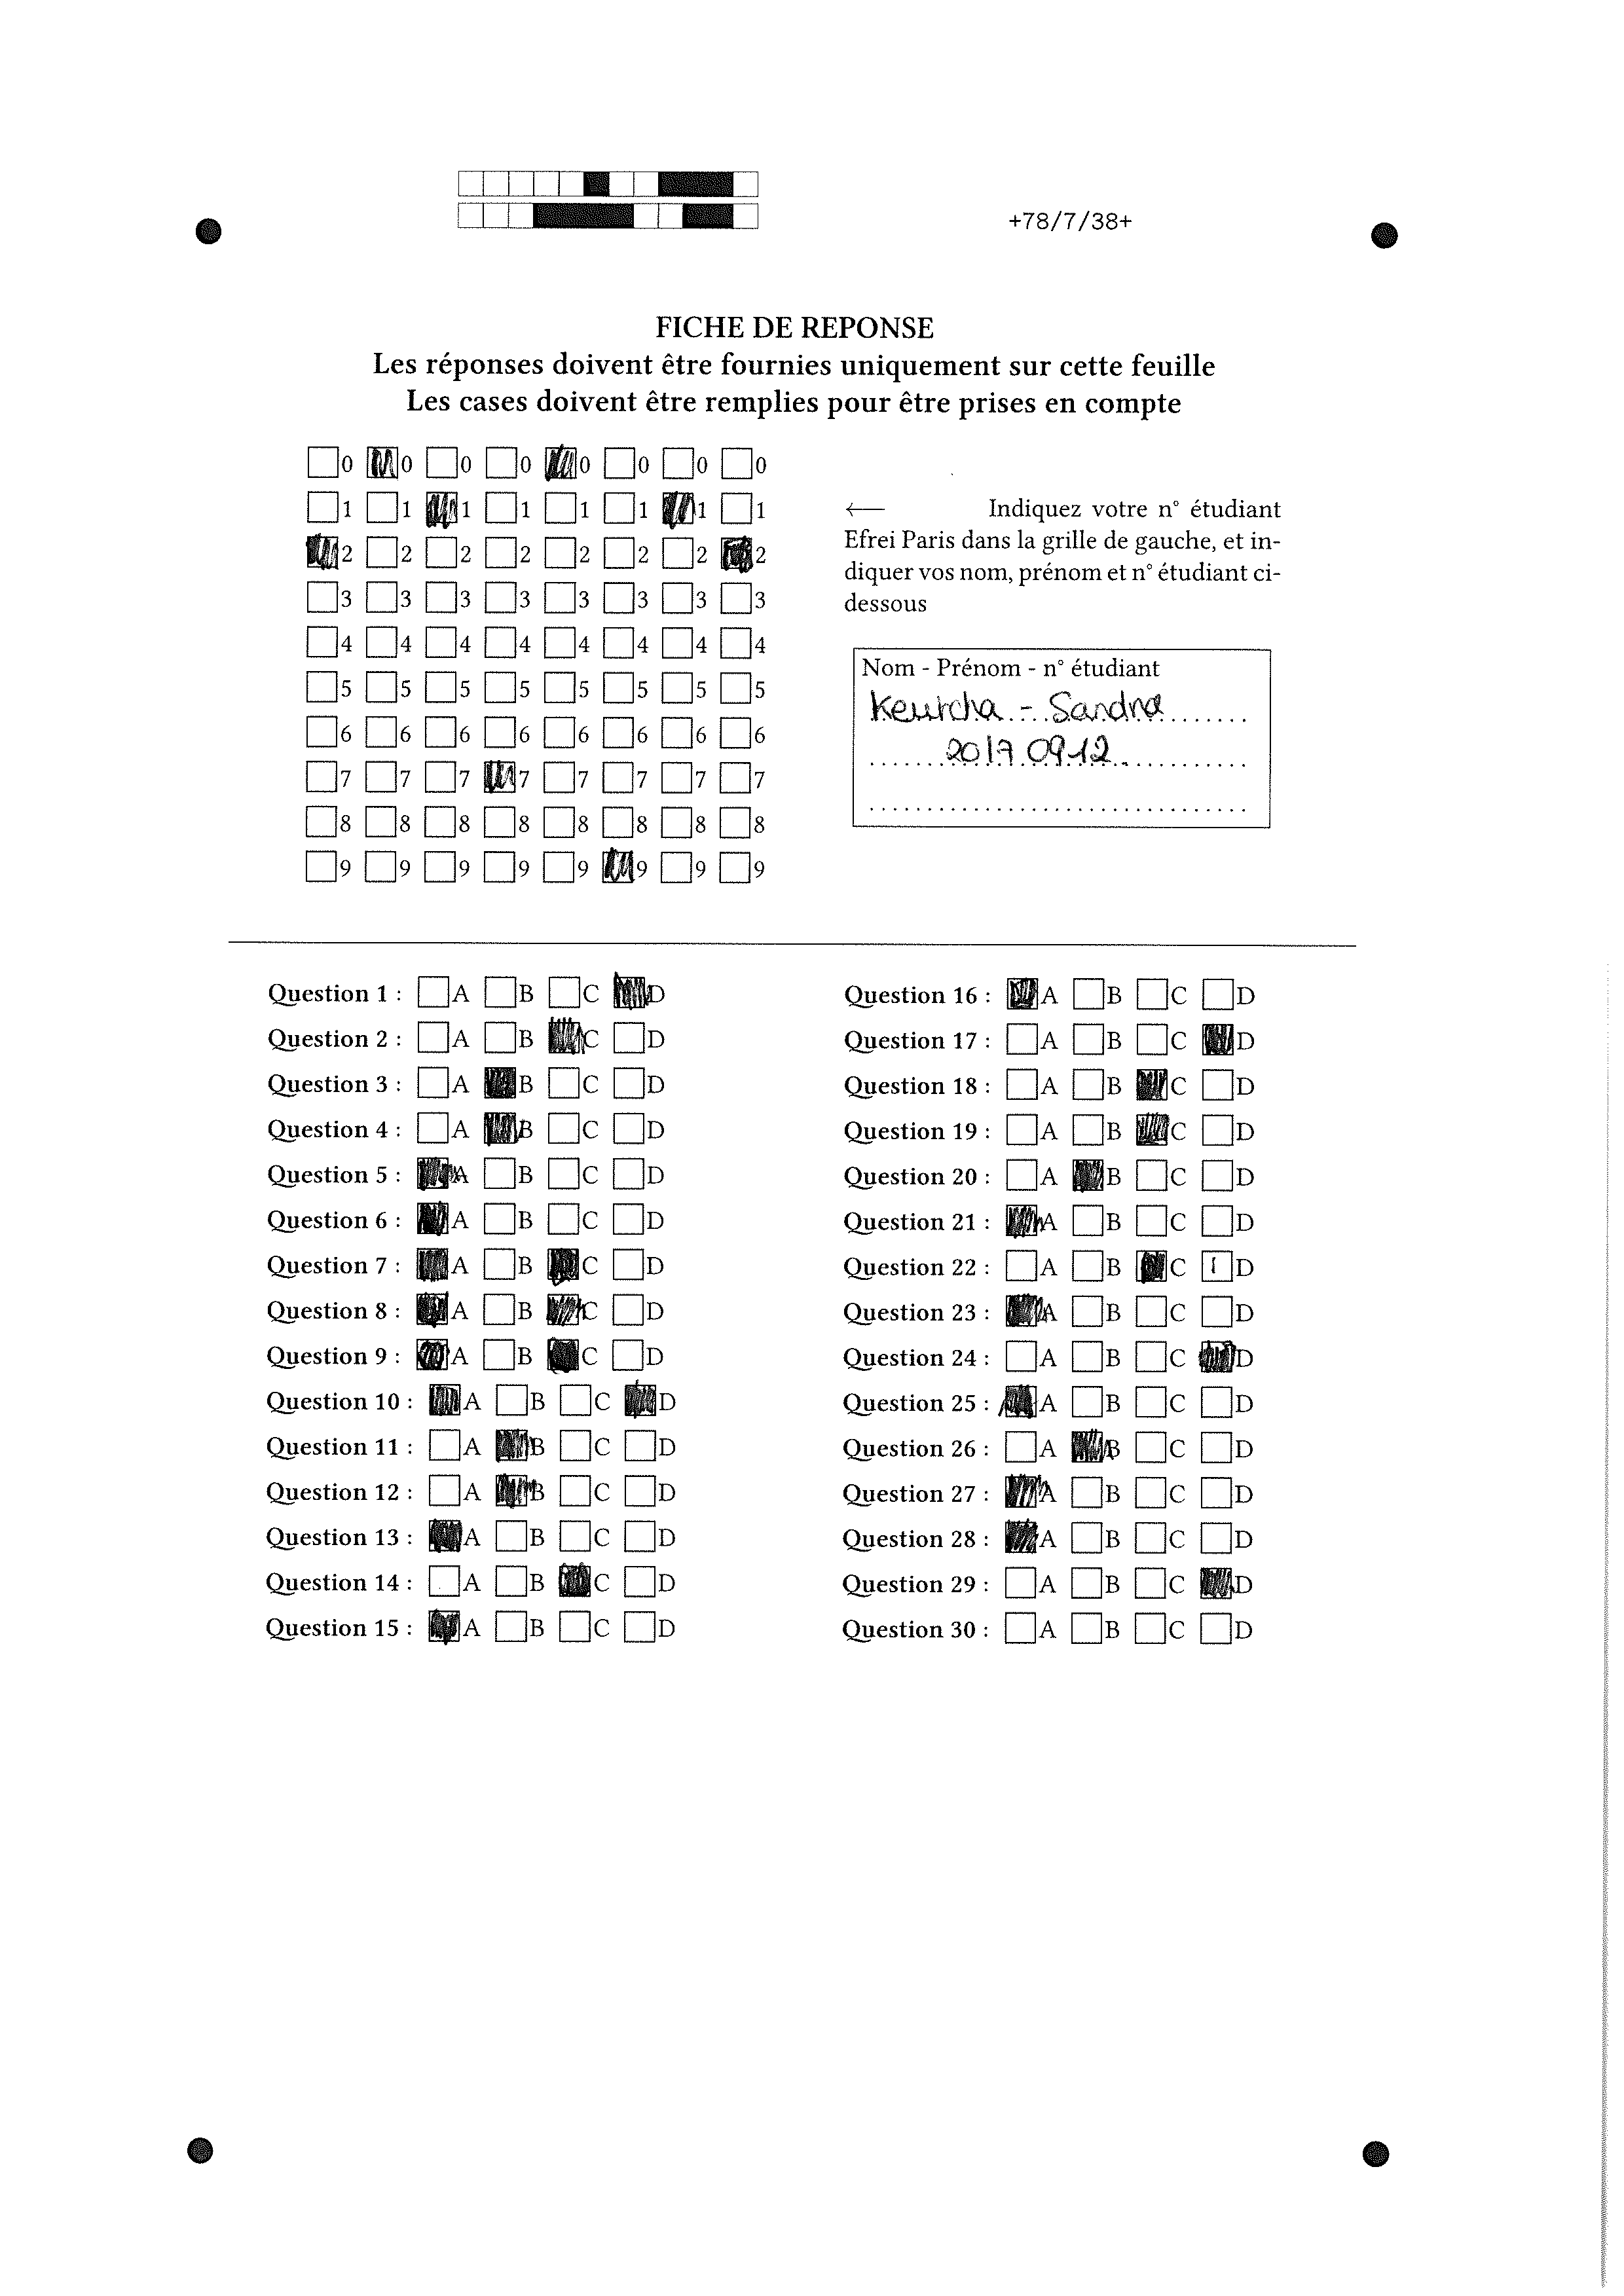 +78/7/38+
FICHE DE REPONSE
Les réponses doivent être fournies uniquement sur cette feuille
Les cases doivent être remplies pour être prises en compte
0 0 0 0 0 0 0 0
1 1 1 1 1 1 1 1
2 2 2 2 2 2 2 2
3 3 3 3 3 3 3 3
4 4 4 4 4 4 4 4
5 5 5 5 5 5 5 5
6 6 6 6 6 6 6 6
7 7 7 7 7 7 7 7
8 8 8 8 8 8 8 8
9 9 9 9 9 9 9 9
← Indiquez votre n° étudiant
Efrei Paris dans la grille de gauche, et in-
diquer vos nom, prénom et n° étudiant ci-
dessous
Nom - Prénom - n° étudiant
Keutcha - Sandra
20170912
Question 1 : A B C D
Question 2 : A B C D
Question 3 : A B C D
Question 4 : A B C D
Question 5 : A B C D
Question 6 : A B C D
Question 7 : A B C D
Question 8 : A B C D
Question 9 : A B C D
Question 10 : A B C D
Question 11 : A B C D
Question 12 : A B C D
Question 13 : A B C D
Question 14 : A B C D
Question 15 : A B C D
Question 16 : A B C D
Question 17 : A B C D
Question 18 : A B C D
Question 19 : A B C D
Question 20 : A B C D
Question 21 : A B C D
Question 22 : A B C D
Question 23 : A B C D
Question 24 : A B C D
Question 25 : A B C D
Question 26 : A B C D
Question 27 : A B C D
Question 28 : A B C D
Question 29 : A B C D
Question 30 : A B C D